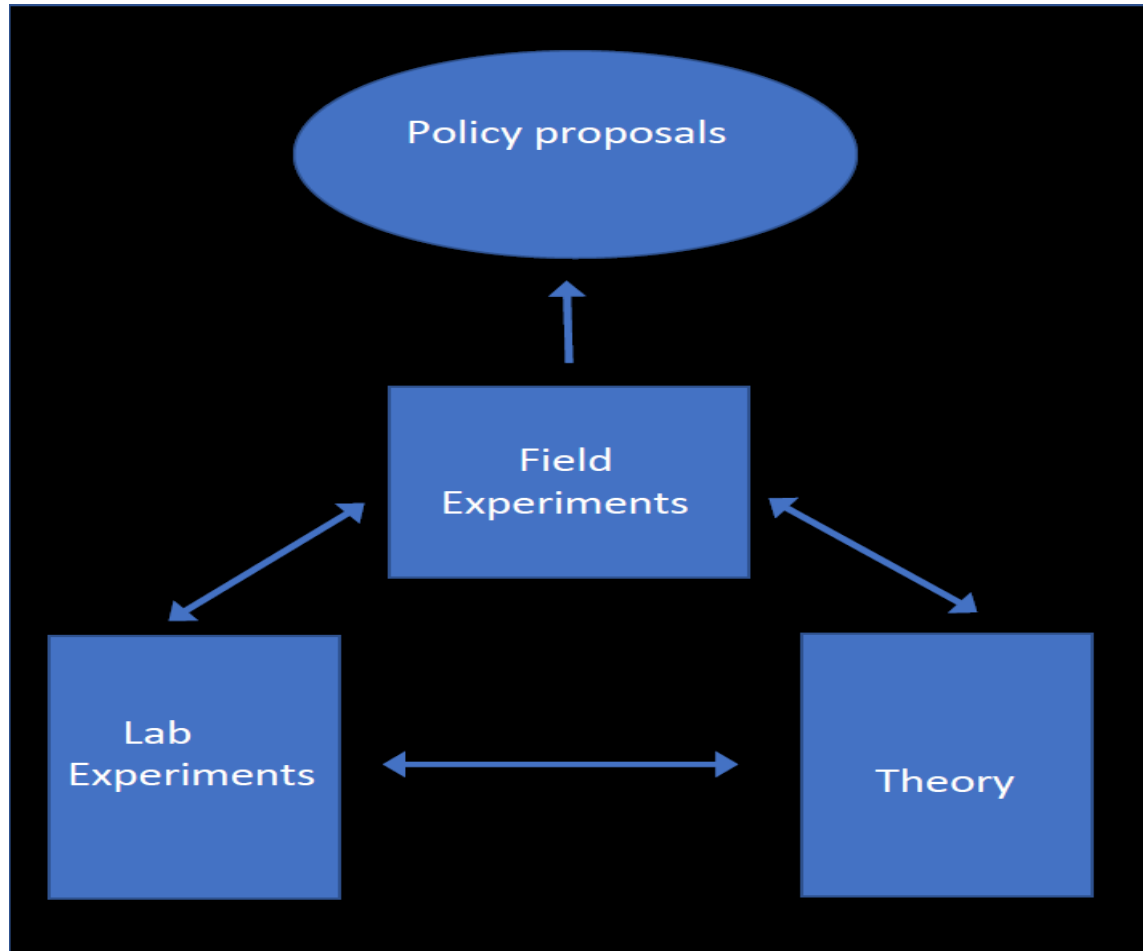 Policy proposals
Field
Experiments
Lab
Experiments
Theory